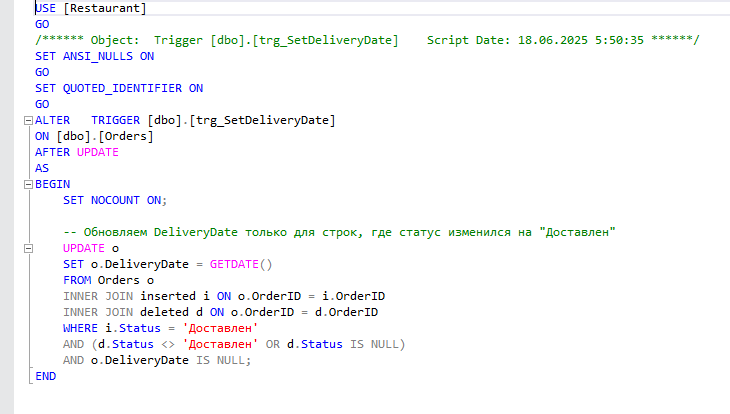 USE [Restaurant]
GO
/****** Object:  Trigger [dbo].[trg_SetDeliveryDate]    Script Date: 18.06.2025 5:50:35 ******/
SET ANSI_NULLS ON
GO
SET QUOTED_IDENTIFIER ON
GO
ALTER   TRIGGER [dbo].[trg_SetDeliveryDate]
ON [dbo].[Orders]
AFTER UPDATE
AS
BEGIN
    SET NOCOUNT ON;

    -- Обновляем DeliveryDate только для строк, где статус изменился на "Доставлен"
    UPDATE o
    SET o.DeliveryDate = GETDATE()
    FROM Orders o
    INNER JOIN inserted i ON o.OrderID = i.OrderID
    INNER JOIN deleted d ON o.OrderID = d.OrderID
    WHERE i.Status = 'Доставлен'
    AND (d.Status <> 'Доставлен' OR d.Status IS NULL)
    AND o.DeliveryDate IS NULL;
END